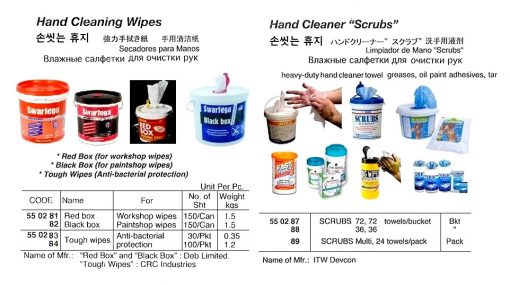 Hand Cleaning Wipes
손씻는 휴지 強力手拭き紙 手用清洁纸
Secadores para Manos
Влажные салфетки для очистки рук
Swarfega
Swarfega
RED BOX
Swarfega
Black box
* Red Box (for workshop wipes)
* Black Box (for paintshop wipes)
* Tough Wipes (Anti-bacterial protection)
Unit Per Pc.
CODE Name For No. of Sht Weight kgs
55 02 81 Red box Workshop wipes 150/Can 1.5
82 Black box Paintshop wipes 150/Can 1.5
55 02 83 Tough wipes Anti-bacterial 30/Pkt 0.35
84 protection 100/Pkt 1.2
Name of Mfr.: "Red Box" and "Black Box" : Deb Limited
"Tough Wipes" : CRC Industries
Hand Cleaner "Scrubs"
손씻는 휴지 ハンドクリーナー" スクラブ" 洗手用液剂
Limpiador de Mano "Scrubs"
Влажные салфетки для очистки рук
heavy-duty hand cleaner towel greases, oil paint adhesives, tar
SCRUBS
55 02 87 SCRUBS 72, 72 towels/bucket Bkt
88 36, 36 "
89 SCRUBS Multi, 24 towels/pack Pack
Name of Mfr.: ITW Devcon